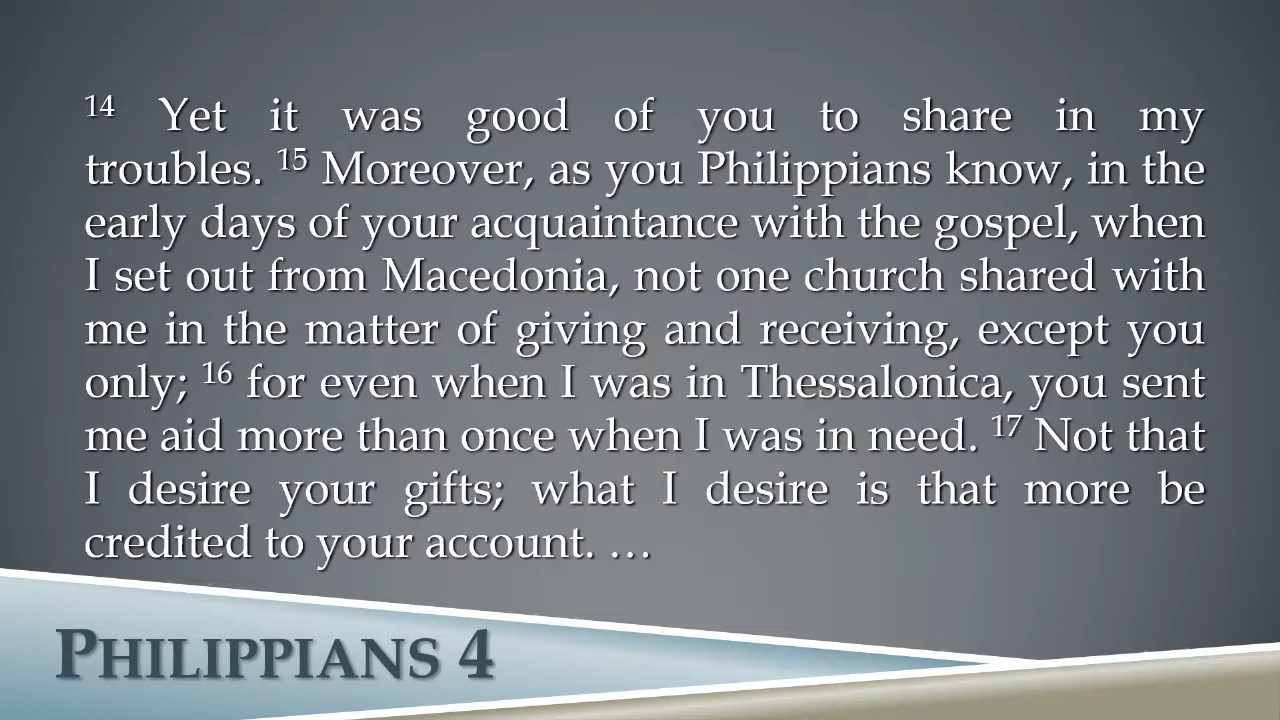 14 Yet it was good of you to share in my
troubles. 15 Moreover, as you Philippians know, in the
early days of your acquaintance with the gospel, when
I set out from Macedonia, not one church shared with
me in the matter of giving and receiving, except you
only; 16 for even when I was in Thessalonica, you sent
me aid more than once when I was in need. 17 Not that
I desire your gifts; what I desire is that more be
credited to your account. …
PHILIPPIANS 4